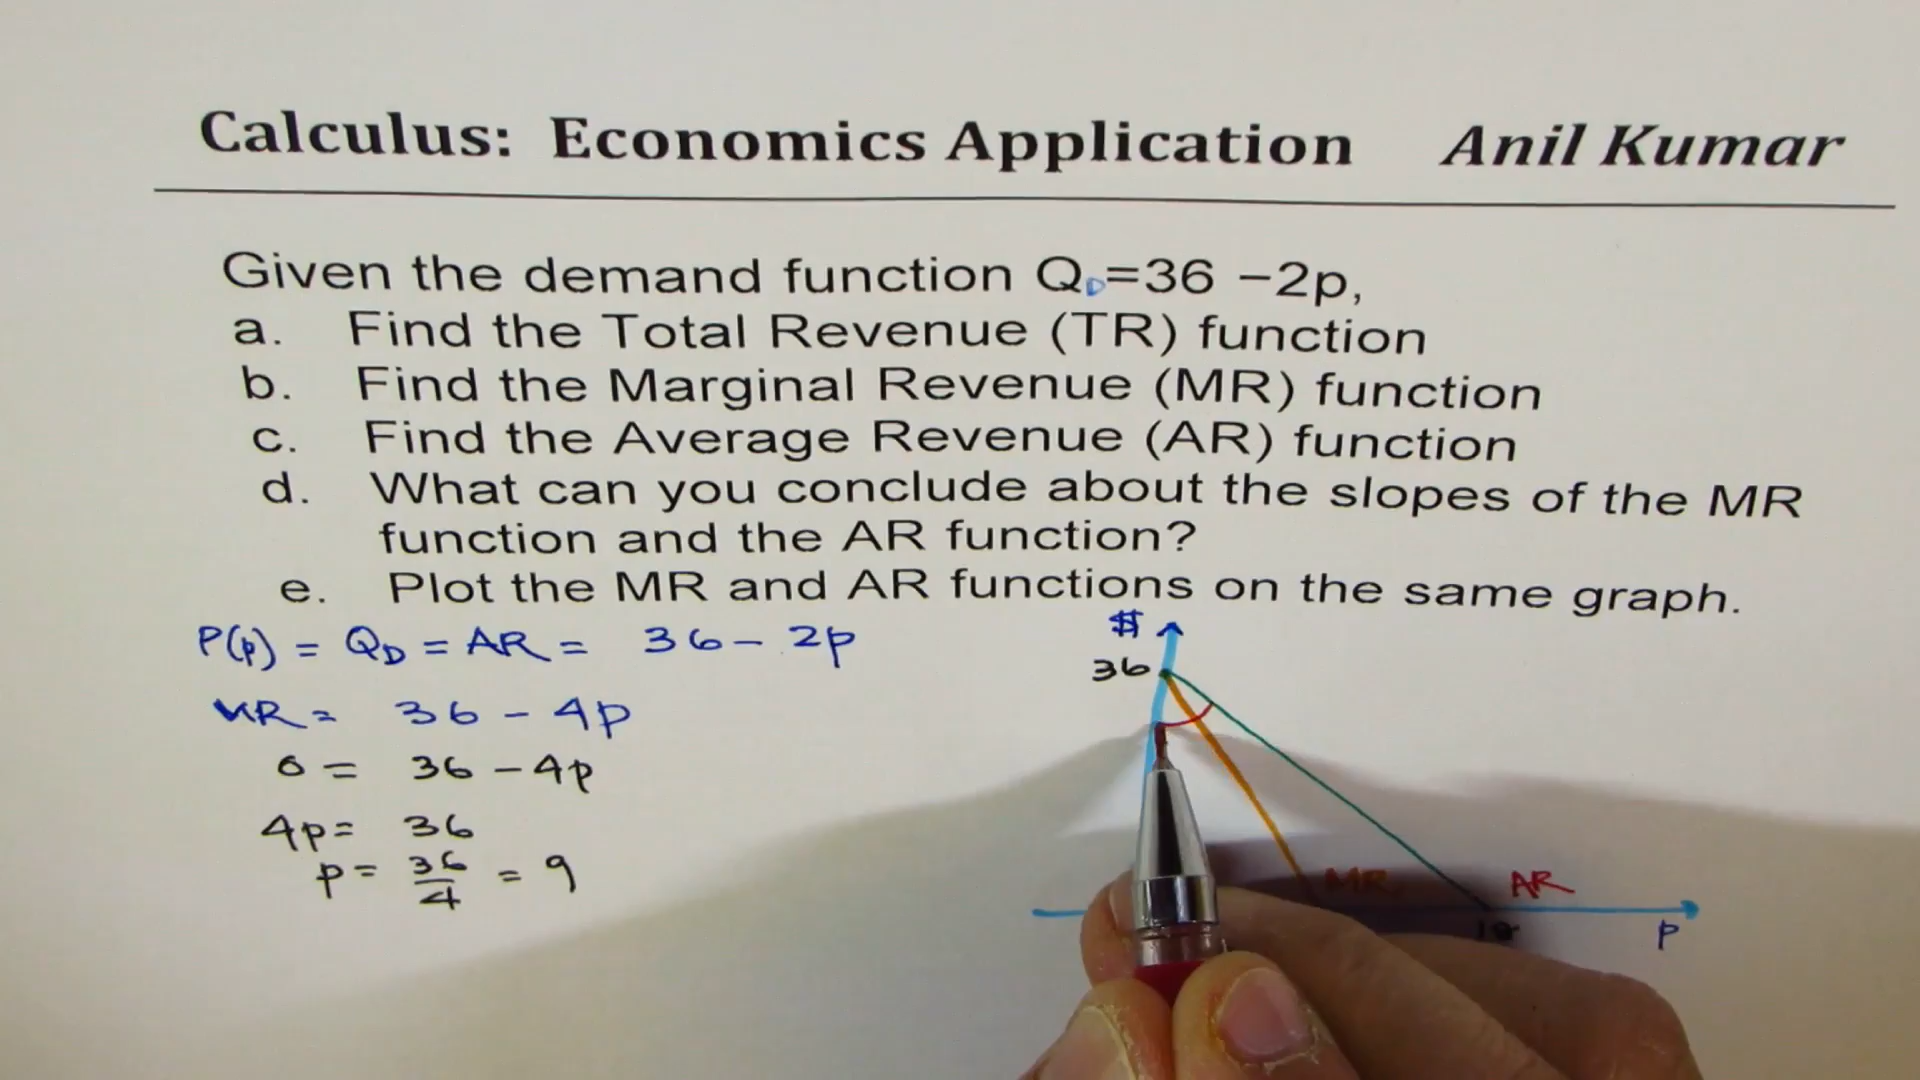 Calculus: Economics Application Anil Kumar
Given the demand function Q_D=36 −2p,
a. Find the Total Revenue (TR) function
b. Find the Marginal Revenue (MR) function
c. Find the Average Revenue (AR) function
d. What can you conclude about the slopes of the MR
function and the AR function?
e. Plot the MR and AR functions on the same graph.
P(p) = Q_D = AR = 36 − 2p
MR = 36 − 4p
0 = 36 − 4p
4p = 36
p = 36/4 = 9
$
36
MR
AR
18
P